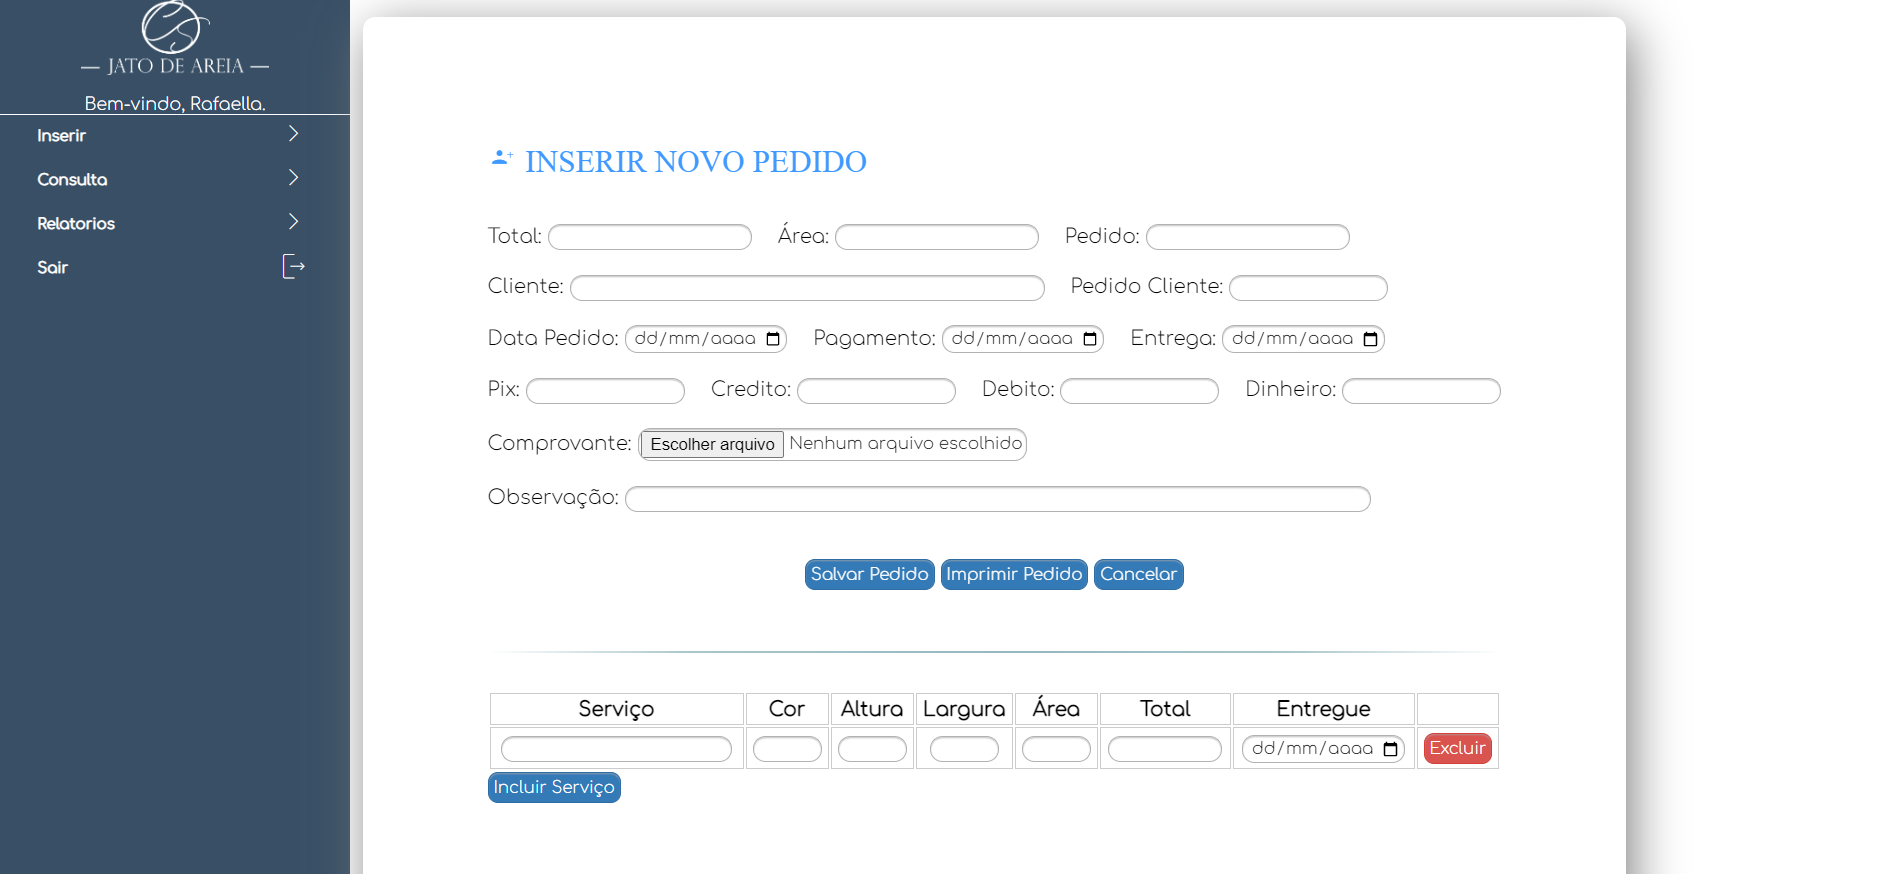 JATO DE AREIA
Bem-vindo, Rafaella.
Inserir
Consulta
Relatorios
Sair
INSERIR NOVO PEDIDO
Total: Área: Pedido:
Cliente: Pedido Cliente:
Data Pedido: dd/mm/aaaa Pagamento: dd/mm/aaaa Entrega: dd/mm/aaaa
Pix: Credito: Debito: Dinheiro:
Comprovante: Escolher arquivo Nenhum arquivo escolhido
Observação:
Salvar Pedido Imprimir Pedido Cancelar
Serviço Cor Altura Largura Área Total Entregue
dd/mm/aaaa Excluir
Incluir Serviço